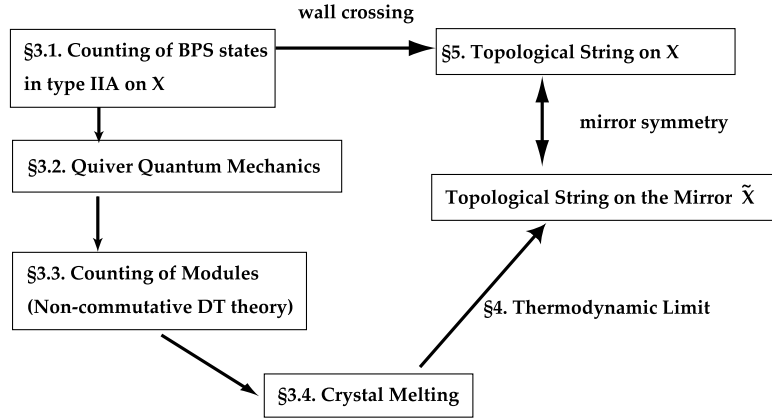 wall crossing
§3.1. Counting of BPS states
in type IIA on X
§5. Topological String on X
mirror symmetry
§3.2. Quiver Quantum Mechanics
Topological String on the Mirror X̃
§3.3. Counting of Modules
(Non-commutative DT theory)
§4. Thermodynamic Limit
§3.4. Crystal Melting